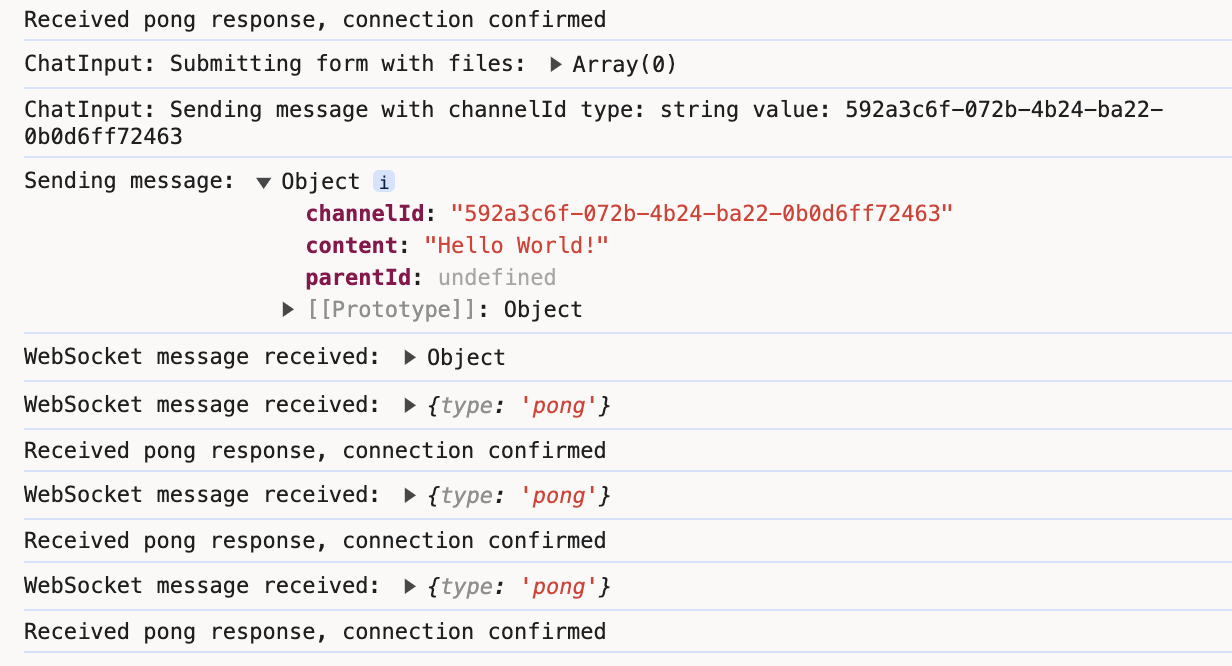 Received pong response, connection confirmed
ChatInput: Submitting form with files: ▶ Array(0)
ChatInput: Sending message with channelId type: string value: 592a3c6f-072b-4b24-ba22-
0b0d6ff72463
Sending message: ▼ Object i
channelId: "592a3c6f-072b-4b24-ba22-0b0d6ff72463"
content: "Hello World!"
parentId: undefined
▶ [[Prototype]]: Object
WebSocket message received: ▶ Object
WebSocket message received: ▶ {type: 'pong'}
Received pong response, connection confirmed
WebSocket message received: ▶ {type: 'pong'}
Received pong response, connection confirmed
WebSocket message received: ▶ {type: 'pong'}
Received pong response, connection confirmed